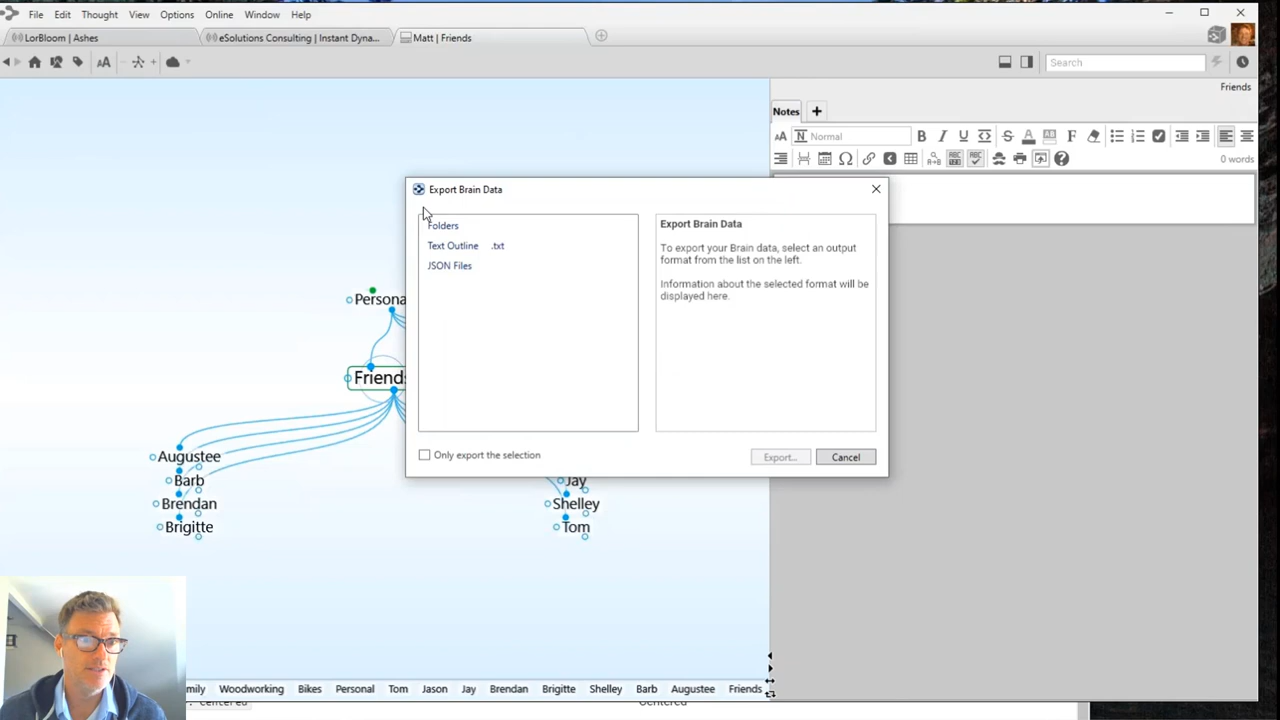 File Edit Thought View Options Online Window Help
LorBloom | Ashes
eSolutions Consulting | Instant Dyna...
Matt | Friends
Search
Friends
Notes
Normal
0 words
Export Brain Data
Folders
Text Outline .txt
JSON Files
Export Brain Data
To export your Brain data, select an output
format from the list on the left.
Information about the selected format will be
displayed here.
Only export the selection
Export...
Cancel
Persona
Friends
Augustee
Barb
Brendan
Brigitte
Jay
Shelley
Tom
mily Woodworking Bikes Personal Tom Jason Jay Brendan Brigitte Shelley Barb Augustee Friends
Centered